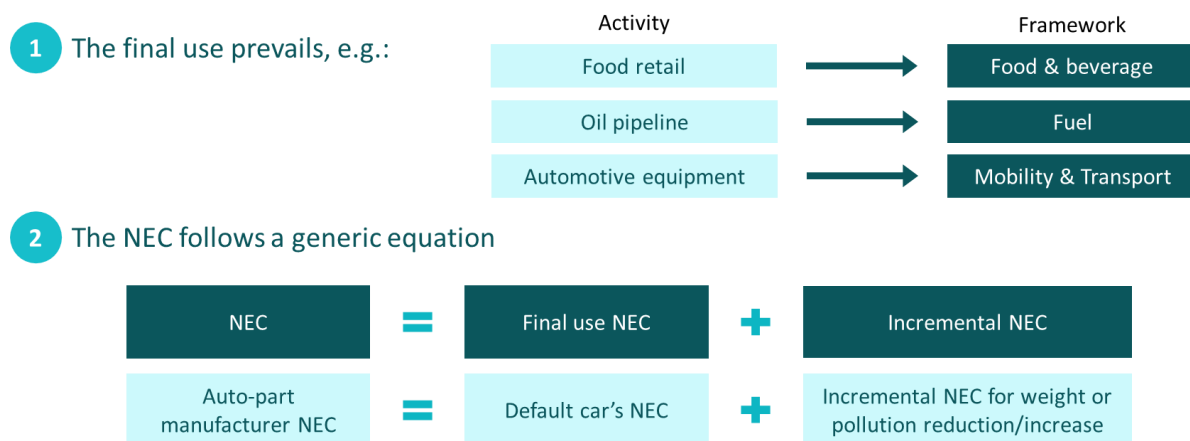 Activity
Framework
1
The final use prevails, e.g.:
Food retail
Food & beverage
Oil pipeline
Fuel
Automotive equipment
Mobility & Transport
2
The NEC follows a generic equation
NEC
=
Final use NEC
+
Incremental NEC
Auto-part
manufacturer NEC
=
Default car's NEC
+
Incremental NEC for weight or
pollution reduction/increase